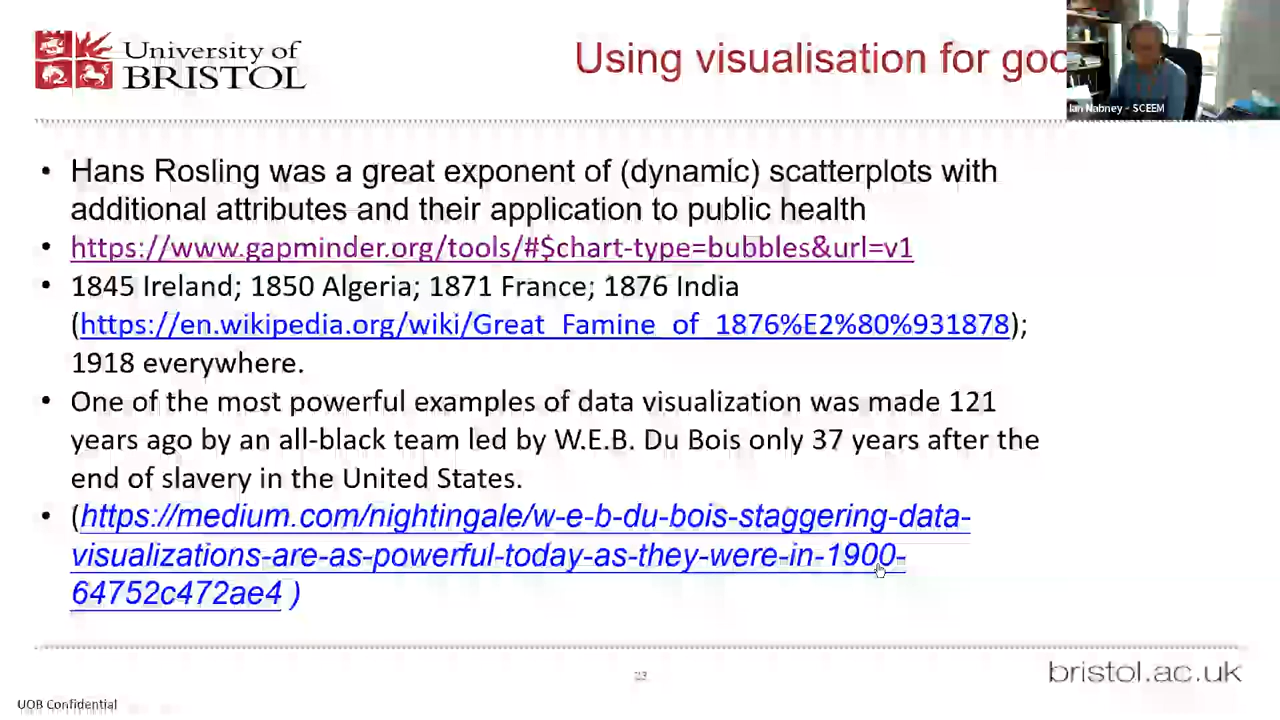 University of
BRISTOL
Using visualisation for goo
Ian Nabney - SCEEM
• Hans Rosling was a great exponent of (dynamic) scatterplots with
additional attributes and their application to public health
• https://www.gapminder.org/tools/#$chart-type=bubbles&url=v1
• 1845 Ireland; 1850 Algeria; 1871 France; 1876 India
(https://en.wikipedia.org/wiki/Great_Famine_of_1876%E2%80%931878);
1918 everywhere.
• One of the most powerful examples of data visualization was made 121
years ago by an all-black team led by W.E.B. Du Bois only 37 years after the
end of slavery in the United States.
• (https://medium.com/nightingale/w-e-b-du-bois-staggering-data-
visualizations-are-as-powerful-today-as-they-were-in-1900-
64752c472ae4 )
bristol.ac.uk
UOB Confidential